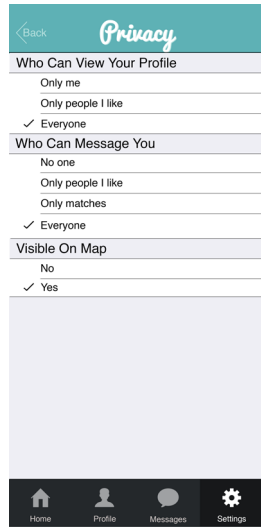 Back
Privacy
Who Can View Your Profile
Only me
Only people I like
Everyone
Who Can Message You
No one
Only people I like
Only matches
Everyone
Visible On Map
No
Yes
Home Profile Messages Settings